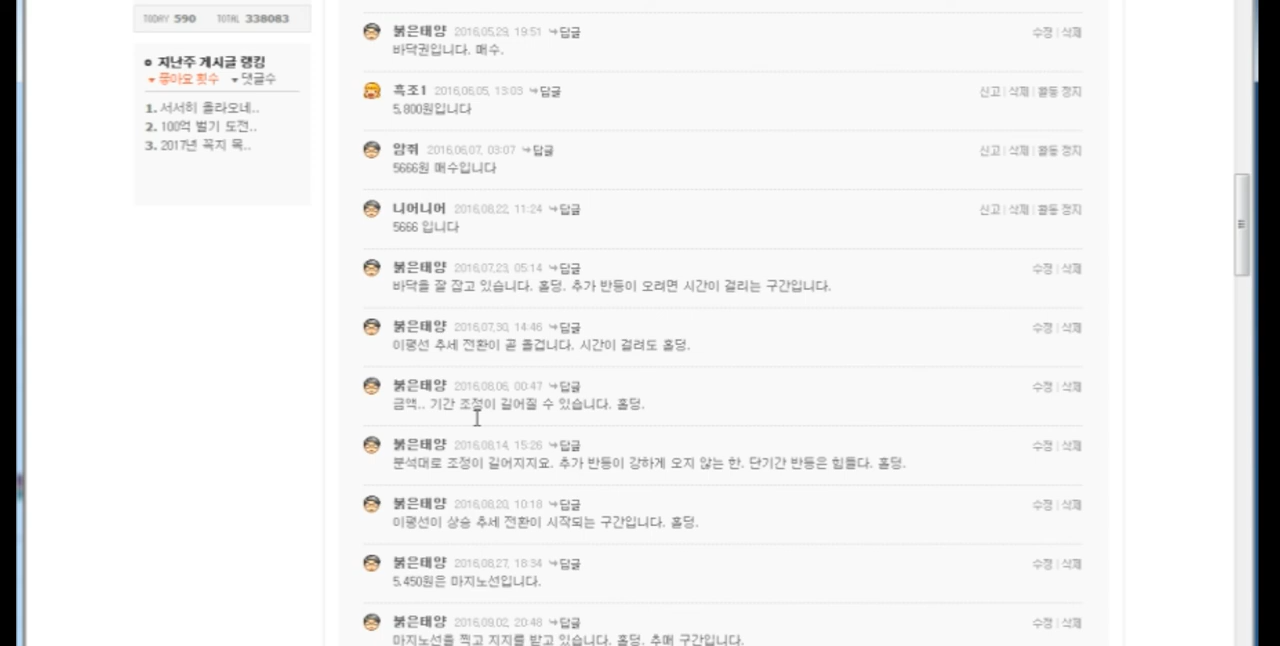 TODAY 590 TOTAL 338083
지난주 게시글 랭킹
좋아요 횟수 댓글수
1. 서서히 올라오네..
2. 100억 벌기 도전..
3. 2017년 꼭지 목..
붉은태양 2016.05.29, 19:51 답글 수정 | 삭제
바닥권입니다. 매수.
흑조1 2016.06.05, 13:03 답글 신고 | 삭제 | 활동 정지
5,800원입니다
암쥐 2016.06.07, 03:07 답글 신고 | 삭제 | 활동 정지
5666원 매수입니다
니머니머 2016.08.22, 11:24 답글 신고 | 삭제 | 활동 정지
5666 입니다
붉은태양 2016.07.23, 05:14 답글 수정 | 삭제
바닥을 잘 잡고 있습니다. 홀딩. 추가 반등이 오려면 시간이 걸리는 구간입니다.
붉은태양 2016.07.30, 14:46 답글 수정 | 삭제
이평선 추세 전환이 곧 올겁니다. 시간이 걸려도 홀딩.
붉은태양 2016.08.06, 00:47 답글 수정 | 삭제
금액.. 기간 조정이 길어질 수 있습니다. 홀딩.
붉은태양 2016.08.14, 15:26 답글 수정 | 삭제
분석대로 조정이 길어지지요. 추가 반등이 강하게 오지 않는 한. 단기간 반등은 힘들다. 홀딩.
붉은태양 2016.08.20, 10:18 답글 수정 | 삭제
이평선이 상승 추세 전환이 시작되는 구간입니다. 홀딩.
붉은태양 2016.08.27, 18:34 답글 수정 | 삭제
5.450원은 마지노선입니다.
붉은태양 2016.09.02, 20:48 답글 수정 | 삭제
마지노선을 찍고 지지를 받고 있습니다. 홀딩. 추매 구간입니다.